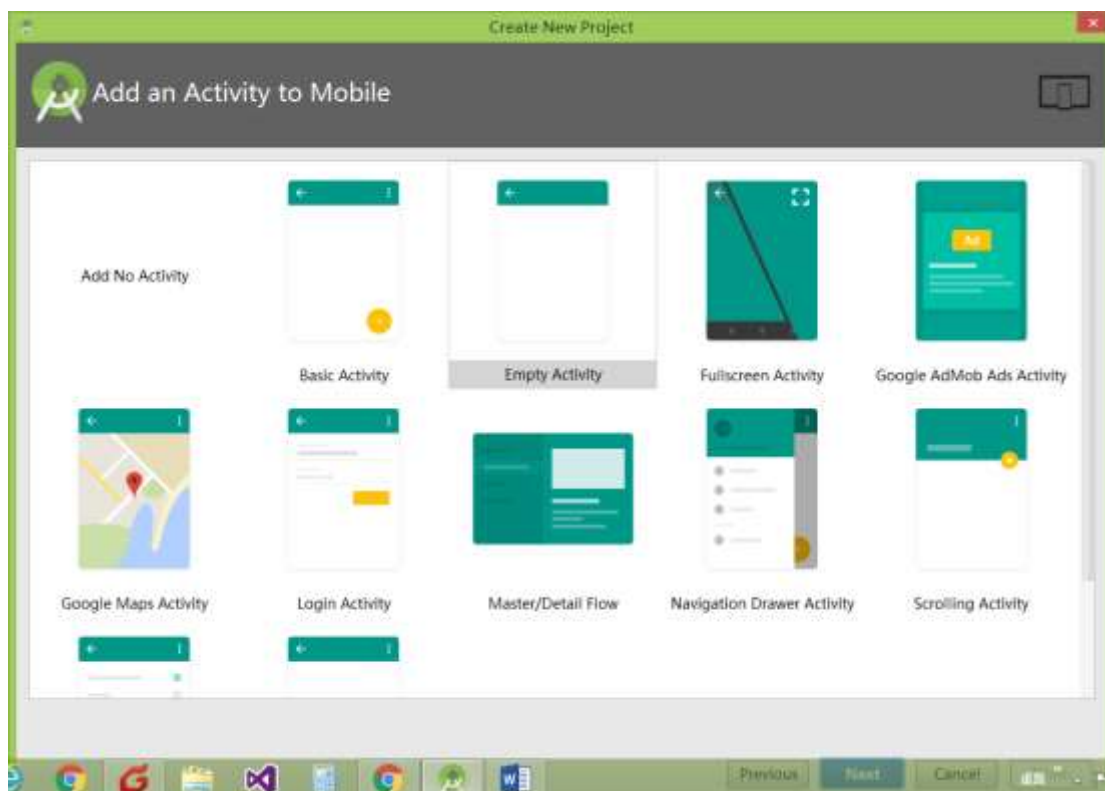 Create New Project
Add an Activity to Mobile
Add No Activity
Ad
Basic Activity
Empty Activity
Fullscreen Activity
Google AdMob Ads Activity
Google Maps Activity
Login Activity
Master/Detail Flow
Navigation Drawer Activity
Scrolling Activity
Previous
Next
Cancel